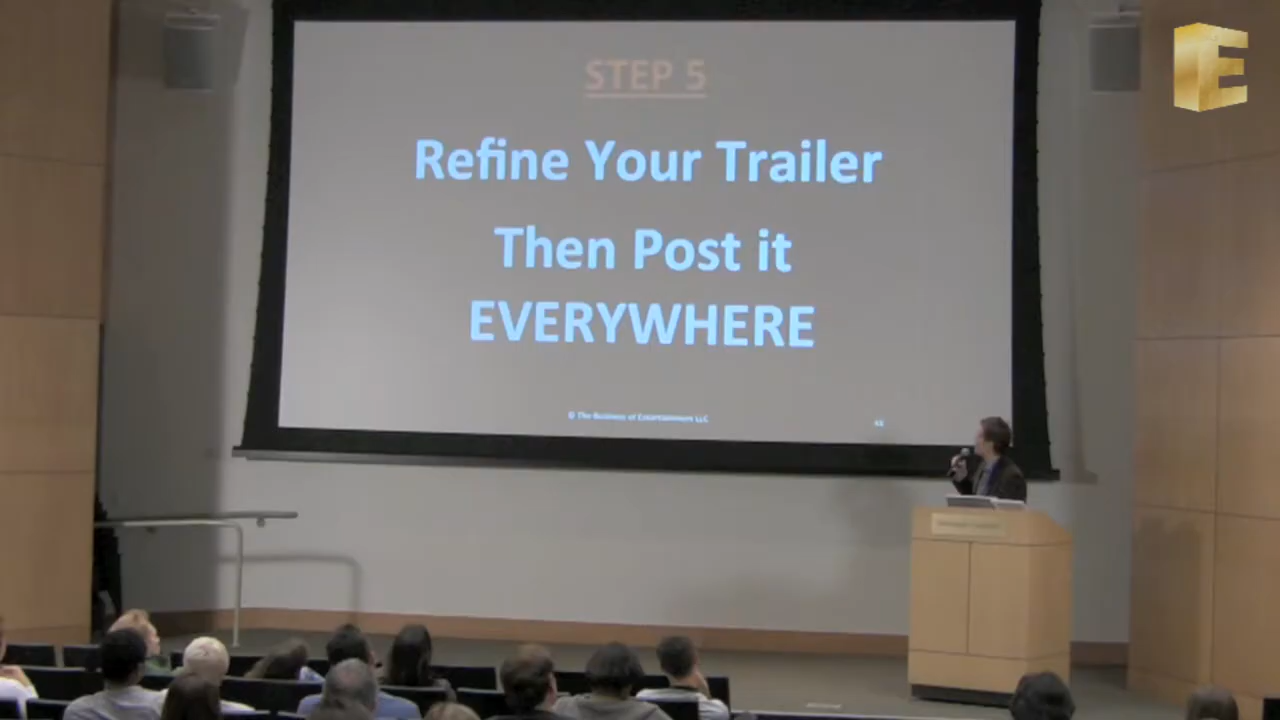 STEP 5
Refine Your Trailer
Then Post it
EVERYWHERE
© The Business of Entertainment LLC
E